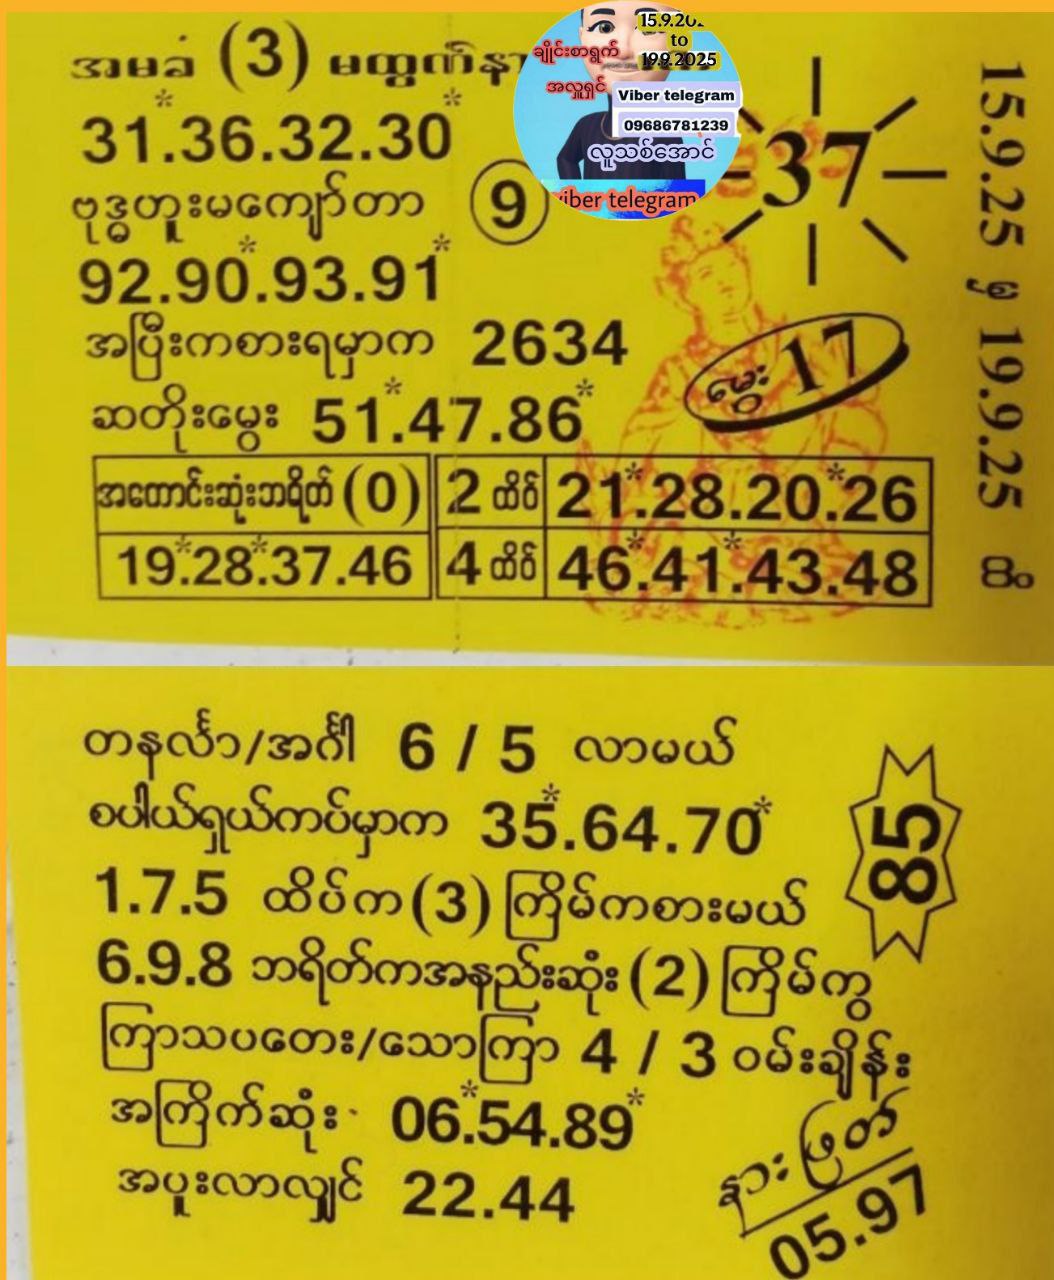 အမခံ (3) မထွဏ်နှ
31*.36.32.30*
ဗုဒ္ဓဟူးမကျော်တာ ⑨
92.90*.93.91*
အပြီးကစားရမှာက 2634
ဆတိုးမွေး 51*.47.86*
အတောင်းဆုံးဘရိတ် (0)
19*.28*.37.46
2 ထိပ် 21*.28.20*.26
4 ထိပ် 46*.41*.43.48
37
မွေး 17
15.9.25 မှ 19.9.25 ထိ
15.9.20
to
19.9.2025
ချိုင်းစာရွက်
အလှူရှင်
Viber telegram
09686781239
လူသစ်အောင်
viber telegram
တနင်္လာ/အင်္ဂါ 6 / 5 လာမယ်
စပါယ်ရှယ်ကပ်မှာက 35*.64.70*
1.7.5 ထိပ်က (3) ကြိမ်ကစားမယ်
6.9.8 ဘရိတ်ကအနည်းဆုံး (2) ကြိမ်ကွ
ကြာသပတေး/သောကြာ 4 / 3 ဝမ်းချိန်း
အကြိုက်ဆုံး 06*.54.89*
အပူးလာလျှင် 22.44
85
နားဖြတ်
05.97